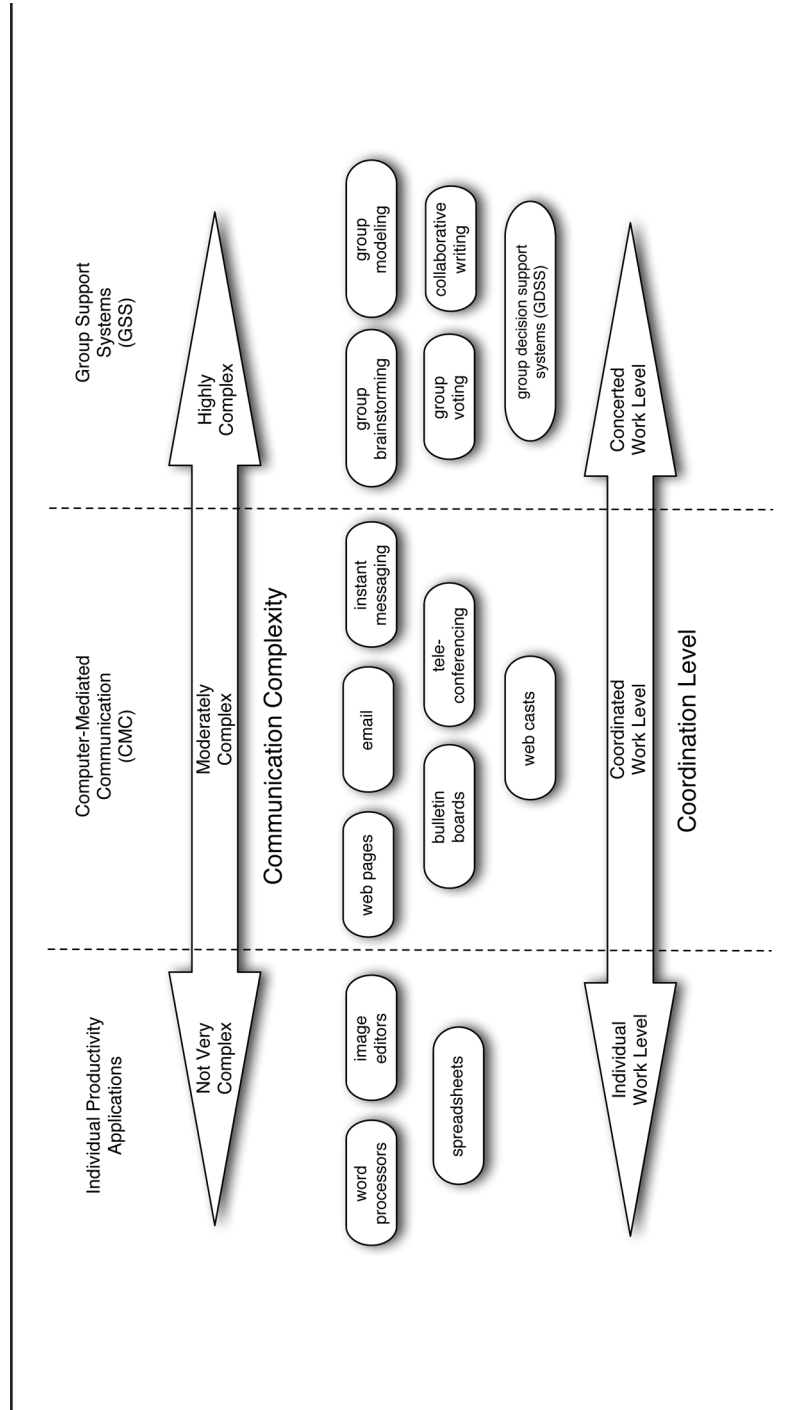 Individual Productivity
Applications
Computer-Mediated
Communication
(CMC)
Group Support
Systems
(GSS)
Not Very
Complex
Moderately
Complex
Highly
Complex
Communication Complexity
word
processors
image
editors
web pages
email
instant
messaging
group
brainstorming
group
modeling
spreadsheets
bulletin
boards
tele-
conferencing
group
voting
collaborative
writing
web casts
group decision support
systems (GDSS)
Individual
Work Level
Coordinated
Work Level
Concerted
Work Level
Coordination Level